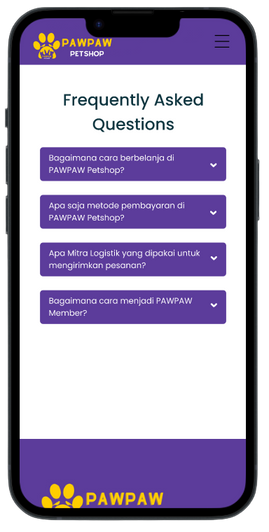 PAWPAW
PETSHOP
Frequently Asked
Questions
Bagaimana cara berbelanja di
PAWPAW Petshop?
Apa saja metode pembayaran di
PAWPAW Petshop?
Apa Mitra Logistik yang dipakai untuk
mengirimkan pesanan?
Bagaimana cara menjadi PAWPAW
Member?
PAWPAW